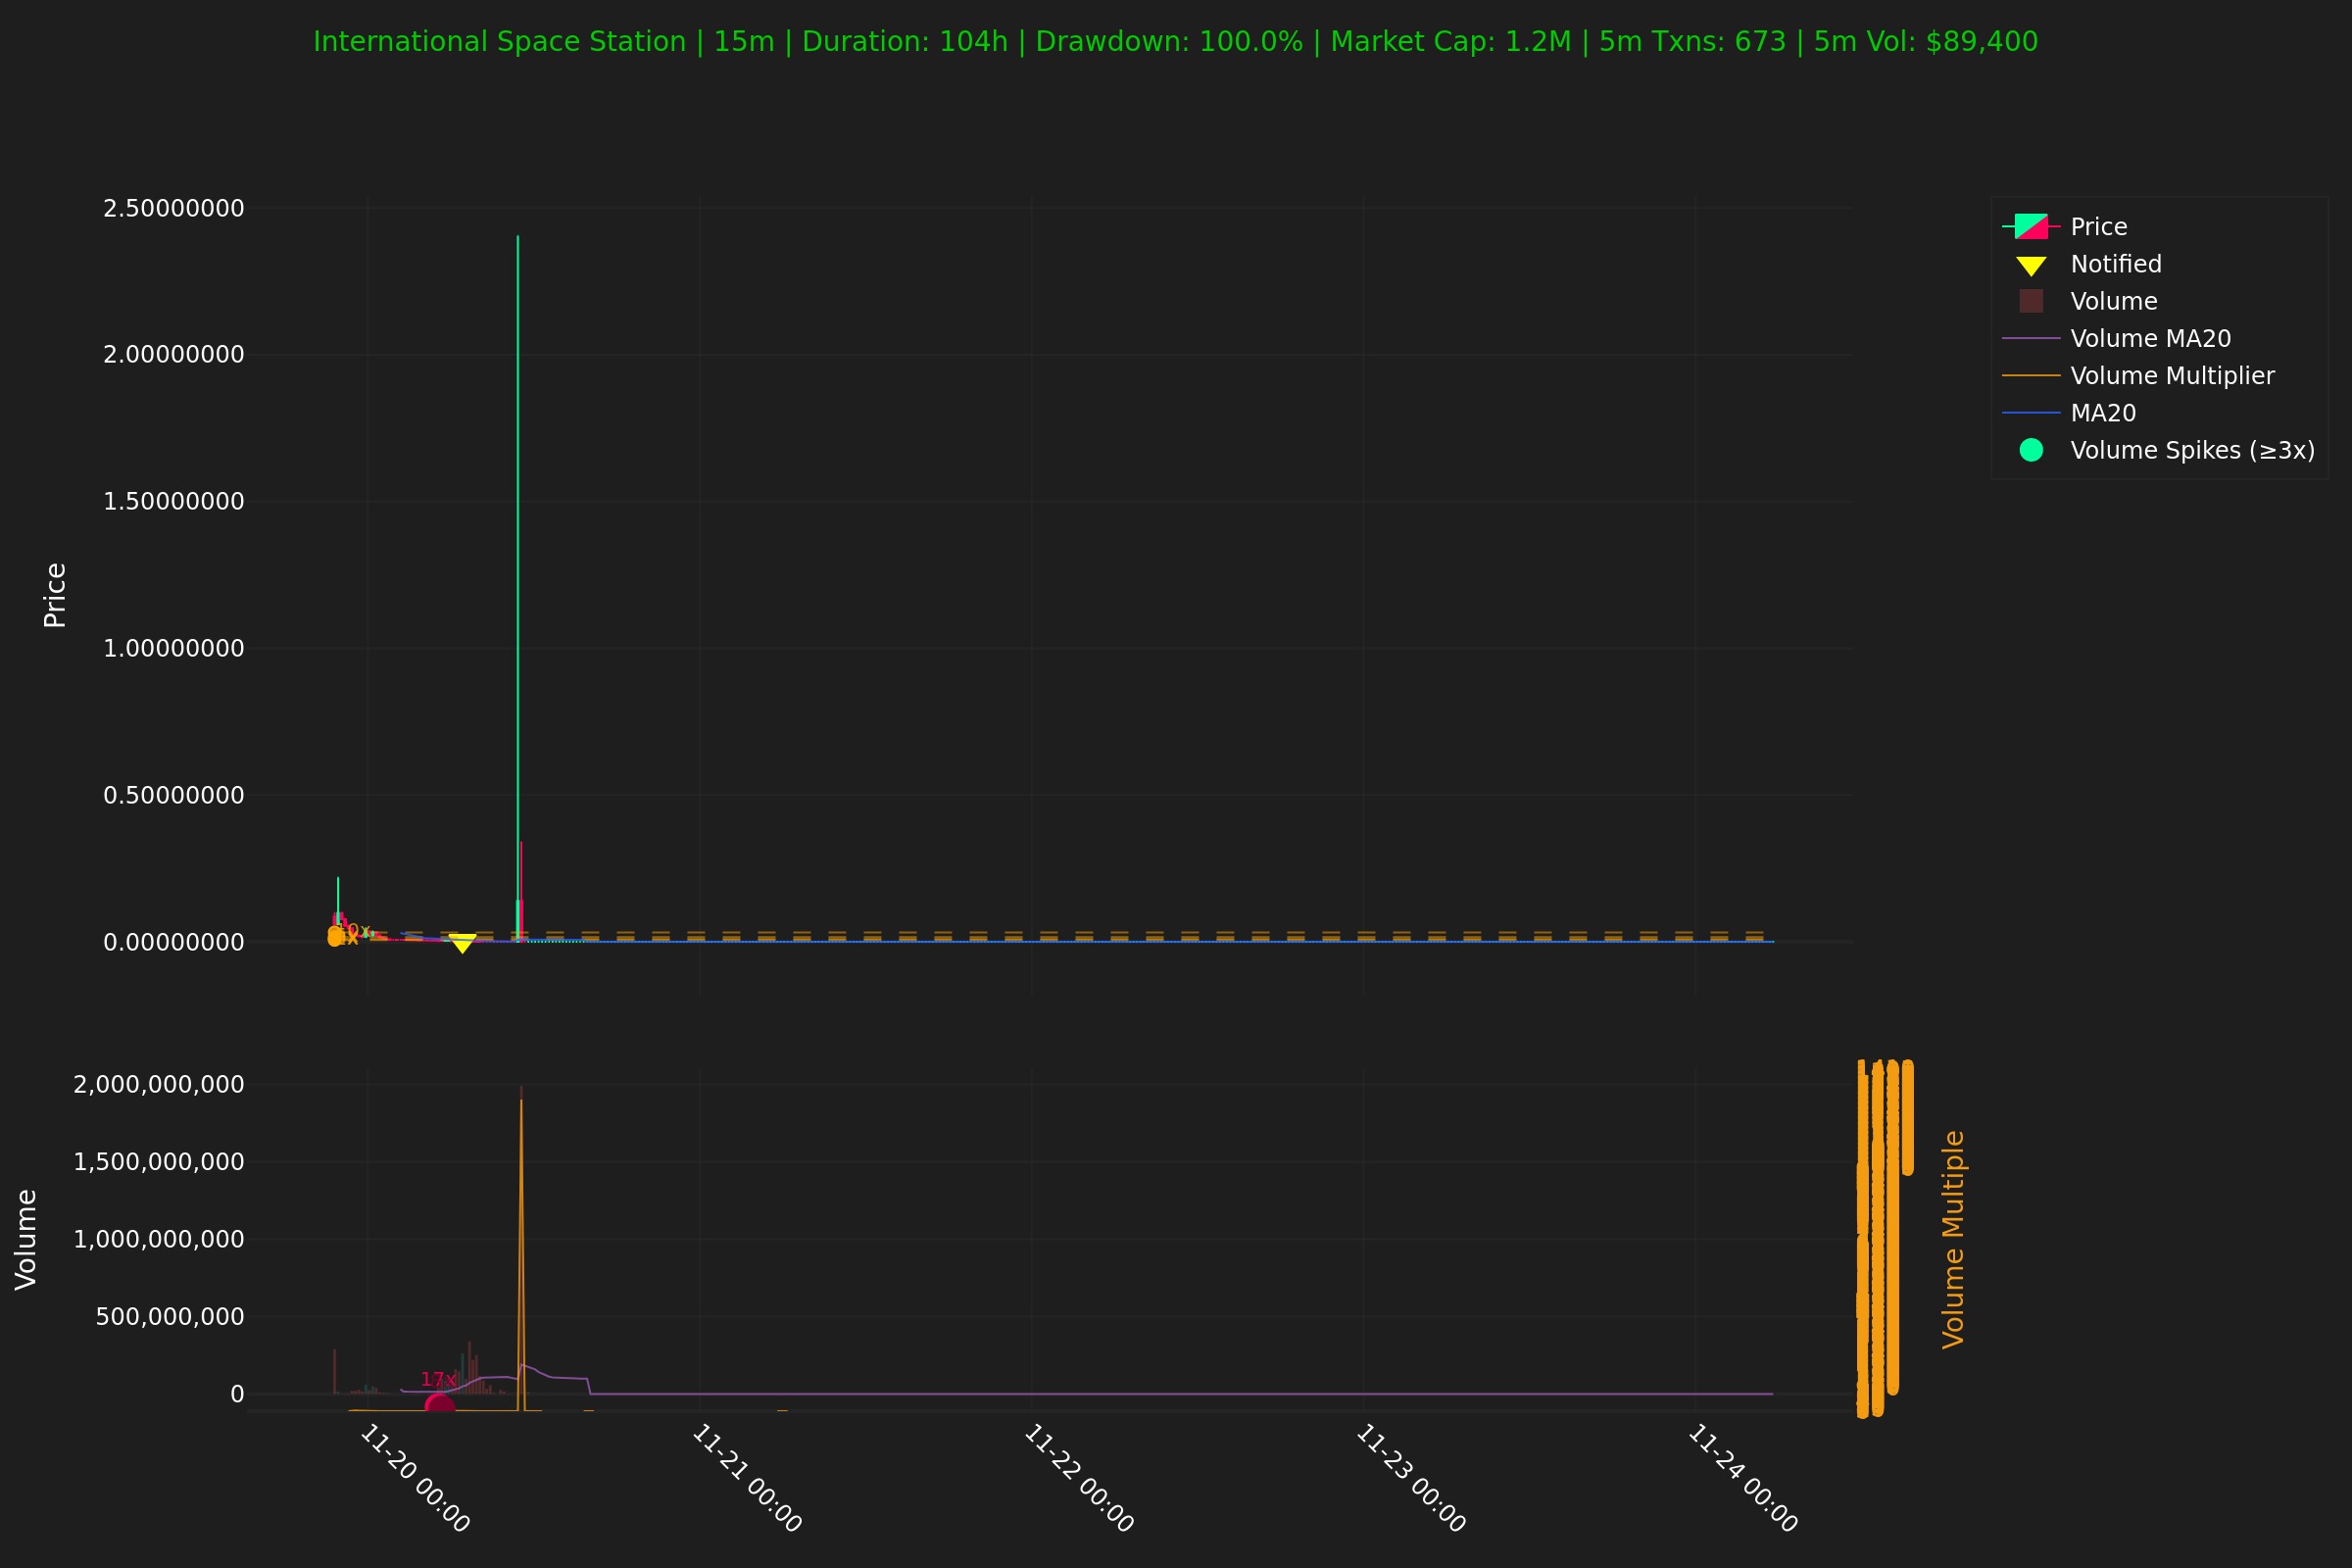 International Space Station | 15m | Duration: 104h | Drawdown: 100.0% | Market Cap: 1.2M | 5m Txns: 673 | 5m Vol: $89,400
Price
2.50000000
2.00000000
1.50000000
1.00000000
0.50000000
0.00000000
Price
Notified
Volume
Volume MA20
Volume Multiplier
MA20
Volume Spikes (≥3x)
Volume
2,000,000,000
1,500,000,000
1,000,000,000
500,000,000
0
17x
Volume Multiple
11-20 00:00
11-21 00:00
11-22 00:00
11-23 00:00
11-24 00:00